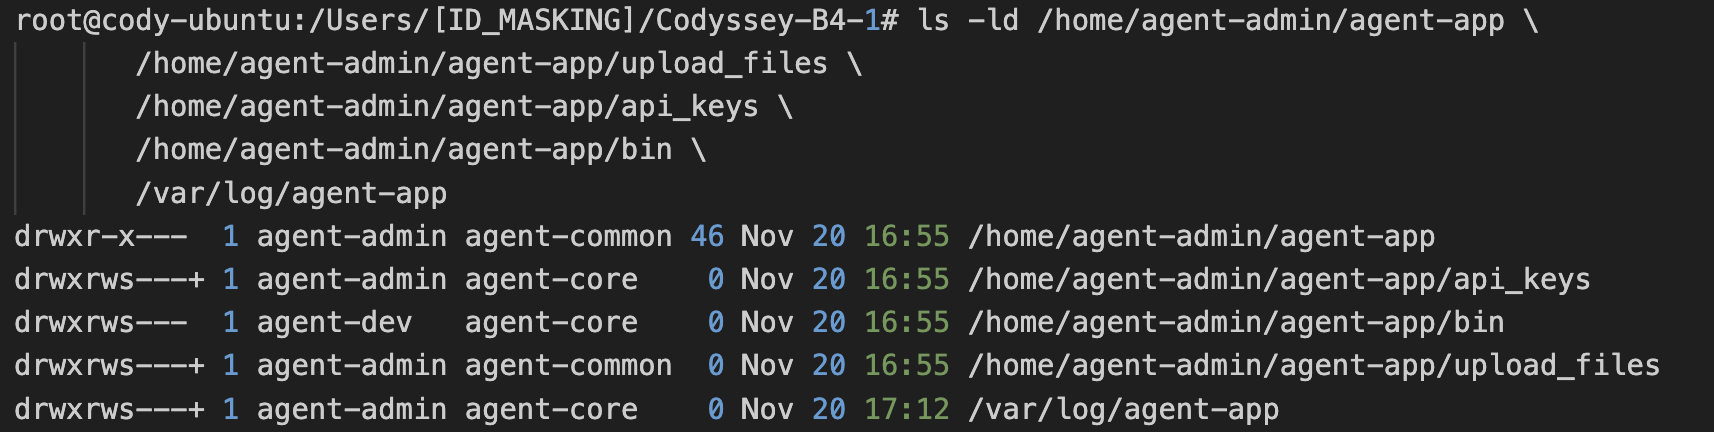 root@cody-ubuntu:/Users/[ID_MASKING]/Codyssey-B4-1# ls -ld /home/agent-admin/agent-app \
/home/agent-admin/agent-app/upload_files \
/home/agent-admin/agent-app/api_keys \
/home/agent-admin/agent-app/bin \
/var/log/agent-app
drwxr-x---  1 agent-admin agent-common 46 Nov 20 16:55 /home/agent-admin/agent-app
drwxrws---+ 1 agent-admin agent-core    0 Nov 20 16:55 /home/agent-admin/agent-app/api_keys
drwxrws---  1 agent-dev   agent-core    0 Nov 20 16:55 /home/agent-admin/agent-app/bin
drwxrws---+ 1 agent-admin agent-common  0 Nov 20 16:55 /home/agent-admin/agent-app/upload_files
drwxrws---+ 1 agent-admin agent-core    0 Nov 20 17:12 /var/log/agent-app